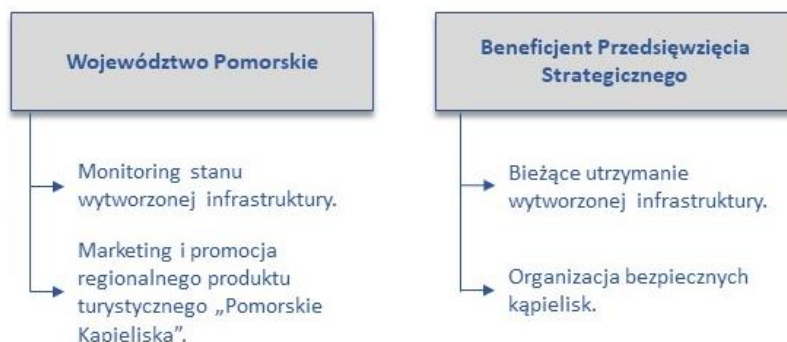 Województwo Pomorskie
Monitoring stanu
wytworzonej infrastruktury.
Marketing i promocja
regionalnego produktu
turystycznego „Pomorskie
Kąpieliska”.
Beneficjent Przedsięwzięcia
Strategicznego
Bieżące utrzymanie
wytworzonej infrastruktury.
Organizacja bezpiecznych
kąpielisk.